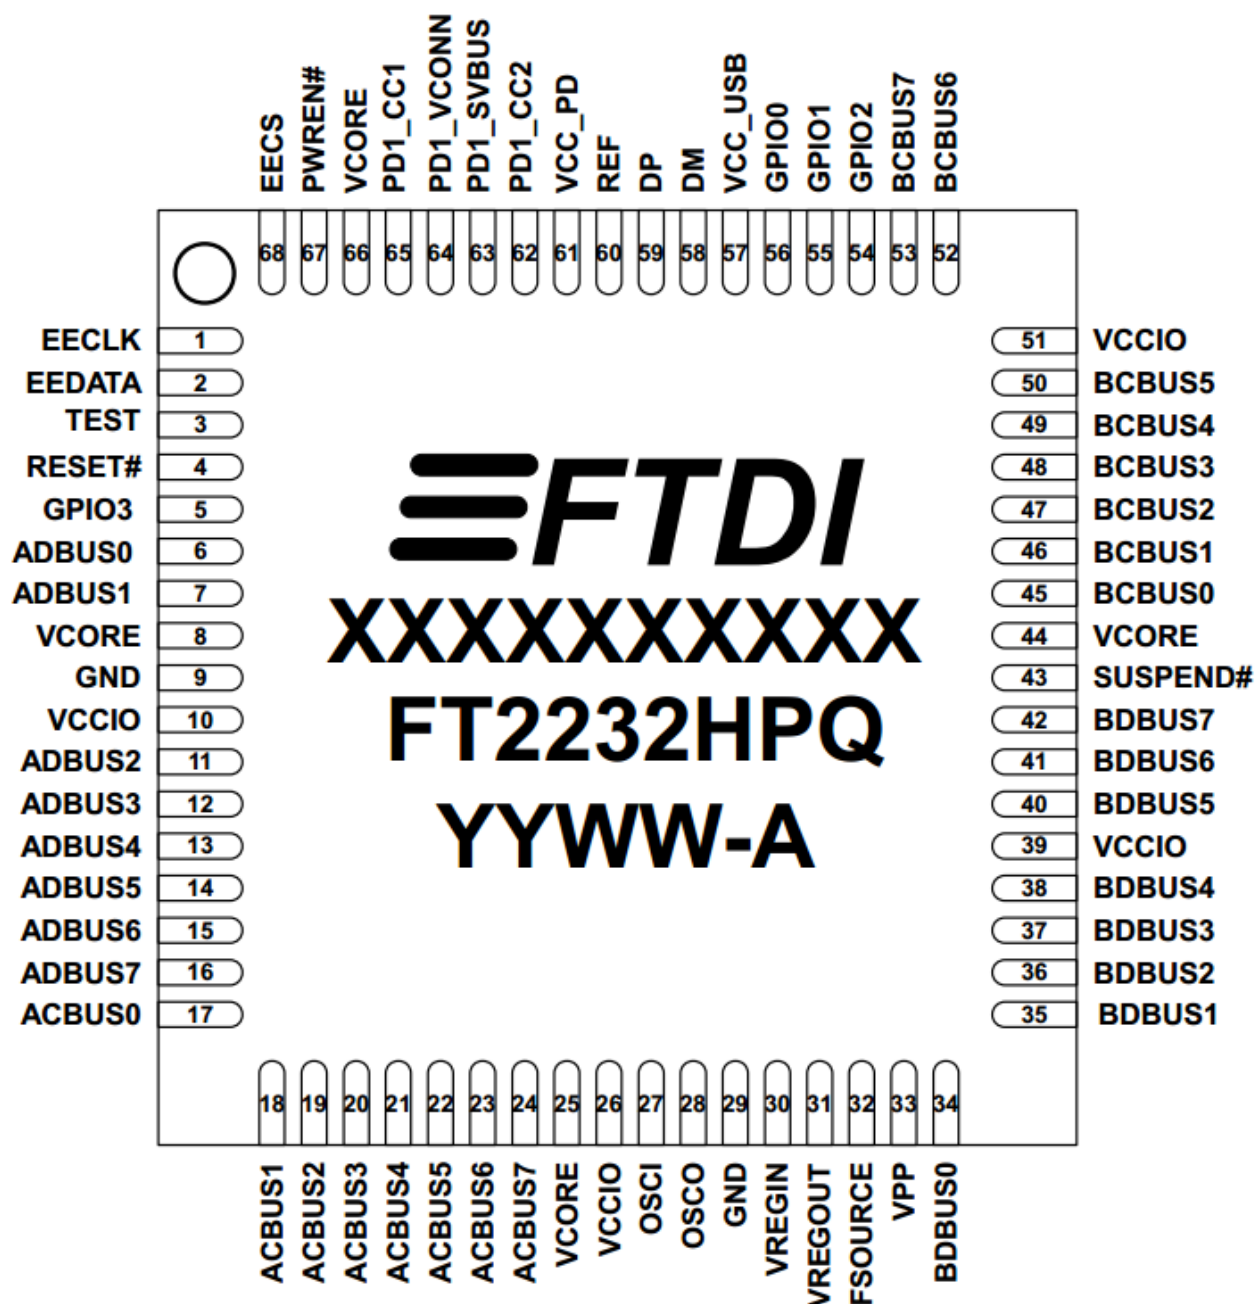 EECS PWREN# VCORE PD1_CC1 PD1_VCONN PD1_SVBUS PD1_CC2 VCC_PD REF DP DM VCC_USB GPIO0 GPIO1 GPIO2 BCBUS7 BCBUS6
68 67 66 65 64 63 62 61 60 59 58 57 56 55 54 53 52
EECLK 1 51 VCCIO
EEDATA 2 50 BCBUS5
TEST 3 49 BCBUS4
RESET# 4 48 BCBUS3
GPIO3 5 47 BCBUS2
ADBUS0 6 46 BCBUS1
ADBUS1 7 45 BCBUS0
VCORE 8 44 VCORE
GND 9 43 SUSPEND#
VCCIO 10 42 BDBUS7
ADBUS2 11 41 BDBUS6
ADBUS3 12 40 BDBUS5
ADBUS4 13 39 VCCIO
ADBUS5 14 38 BDBUS4
ADBUS6 15 37 BDBUS3
ADBUS7 16 36 BDBUS2
ACBUS0 17 35 BDBUS1
FTDI
XXXXXXXXXX
FT2232HPQ
YYWW-A
18 19 20 21 22 23 24 25 26 27 28 29 30 31 32 33 34
ACBUS1 ACBUS2 ACBUS3 ACBUS4 ACBUS5 ACBUS6 ACBUS7 VCORE VCCIO OSCI OSCO GND VREGIN VREGOUT FSOURCE VPP BDBUS0